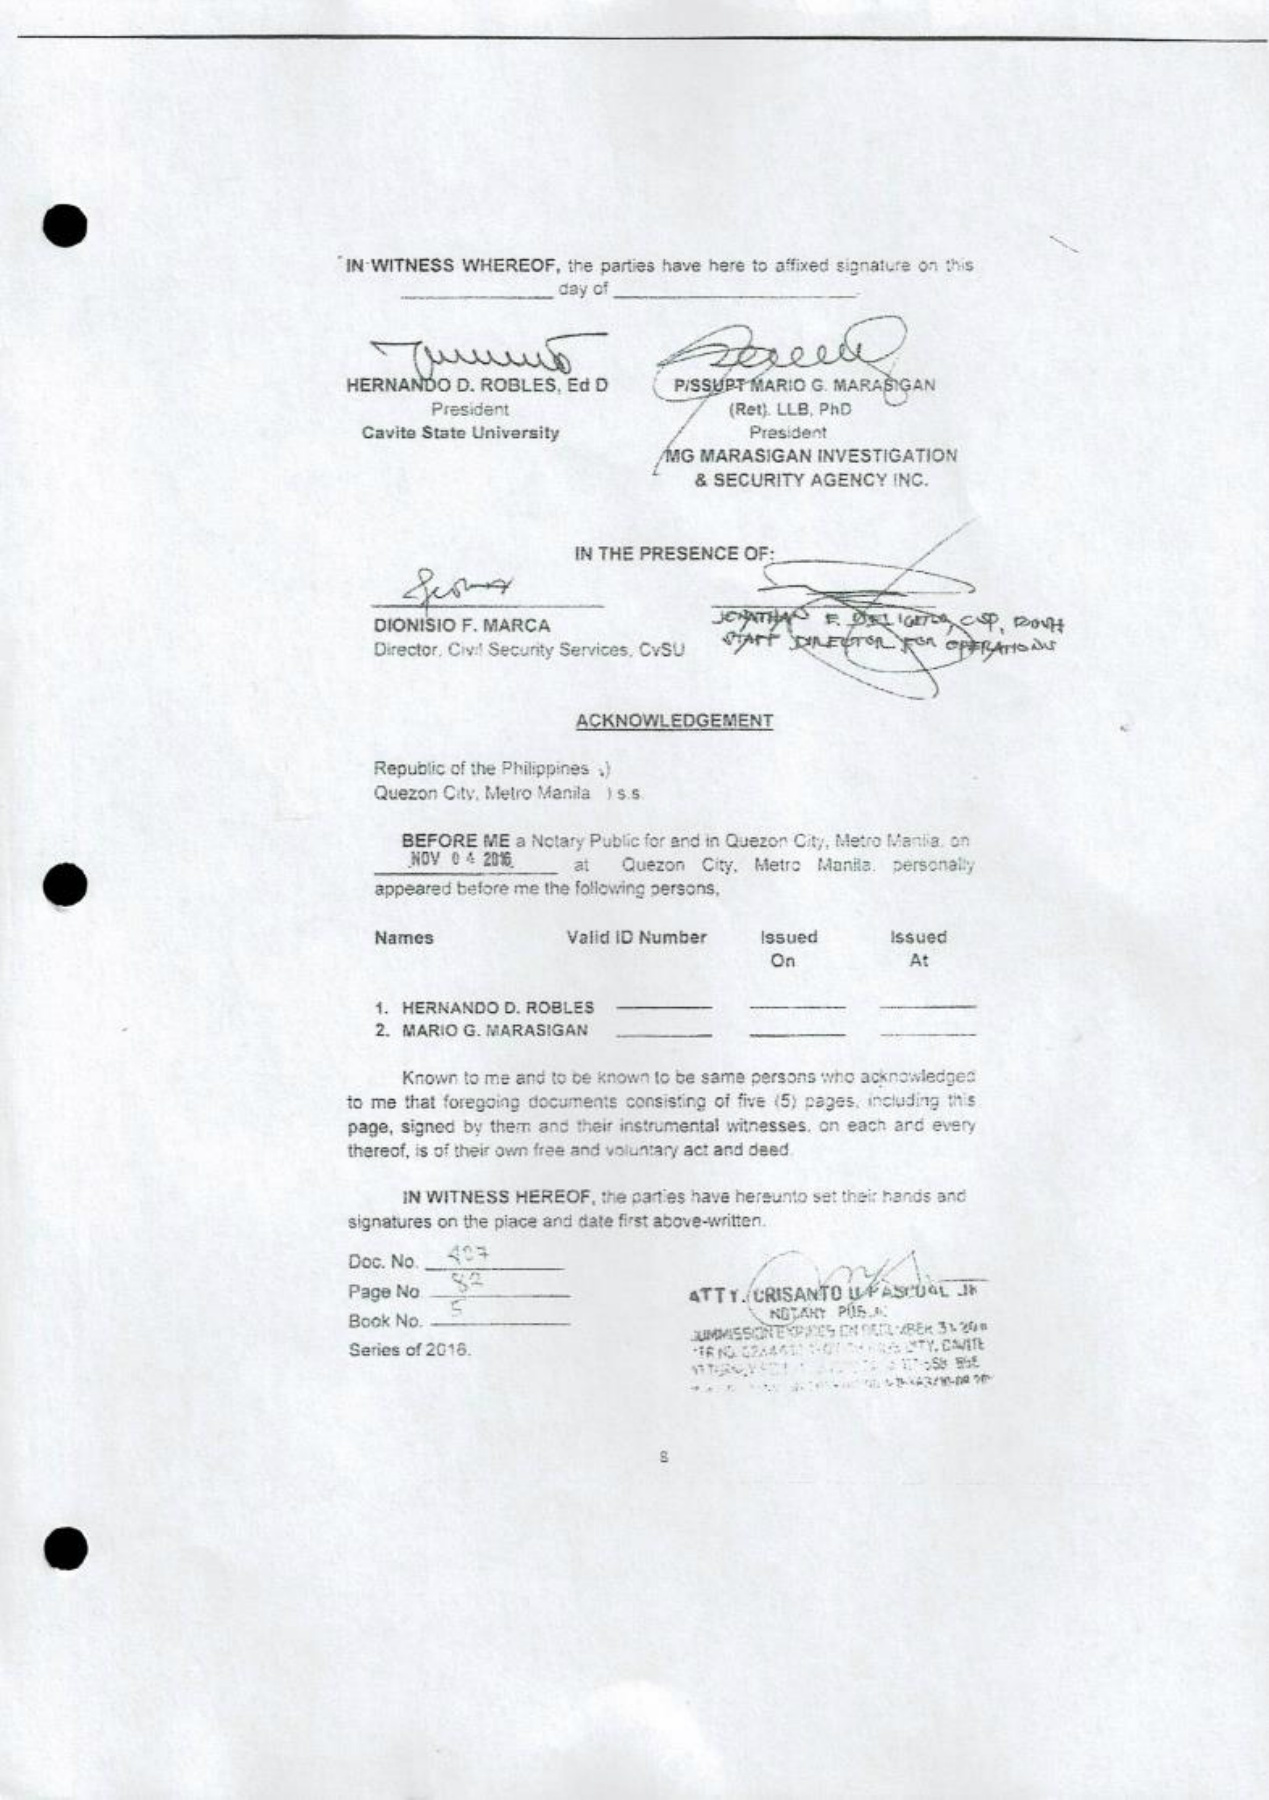 IN WITNESS WHEREOF, the parties have here to affixed signature on this
____________ day of ____________
HERNANDO D. ROBLES, Ed D
President
Cavite State University
P/SSUPT MARIO G. MARASIGAN
(Ret). LLB, PhD
President
MG MARASIGAN INVESTIGATION
& SECURITY AGENCY INC.
IN THE PRESENCE OF:
DIONISIO F. MARCA
Director, Civil Security Services, CvSU
JONATHAN F. CSP,
STAFF DIRECTOR FOR OPERATIONS
ACKNOWLEDGEMENT
Republic of the Philippines )
Quezon City, Metro Manila ) s.s.
BEFORE ME a Notary Public for and in Quezon City, Metro Manila, on
NOV 04 2016 at Quezon City, Metro Manila, personally
appeared before me the following persons,
Names Valid ID Number Issued On Issued At
1. HERNANDO D. ROBLES
2. MARIO G. MARASIGAN
Known to me and to be known to be same persons who acknowledged
to me that foregoing documents consisting of five (5) pages, including this
page, signed by them and their instrumental witnesses, on each and every
thereof, is of their own free and voluntary act and deed.
IN WITNESS HEREOF, the parties have hereunto set their hands and
signatures on the place and date first above-written.
Doc. No. 407
Page No 82
Book No. 5
Series of 2016.
ATTY. CRISANTO U PASCUAL JR
NOTARY PUBLIC
COMMISSION EXPIRES ON DECEMBER 31
CITY, CAVITE
8